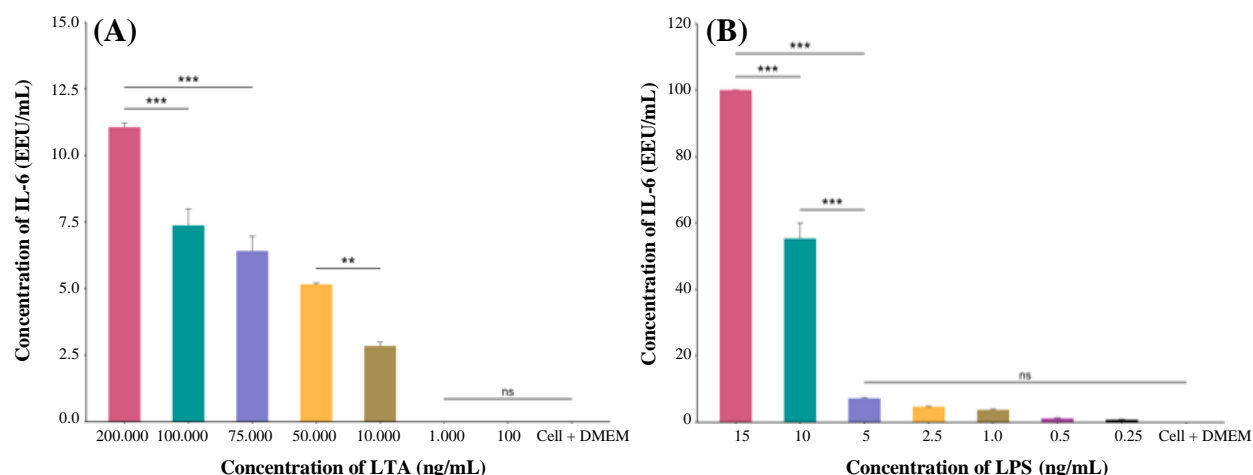 (A)
15.0
12.5
10.0
7.5
5.0
2.5
0.0
Concentration of IL-6 (EEU/mL)
***
***
**
ns
200.000 100.000 75.000 50.000 10.000 1.000 100 Cell + DMEM
Concentration of LTA (ng/mL)
(B)
120
100
80
60
40
20
0
Concentration of IL-6 (EEU/mL)
***
***
***
ns
15 10 5 2.5 1.0 0.5 0.25 Cell + DMEM
Concentration of LPS (ng/mL)